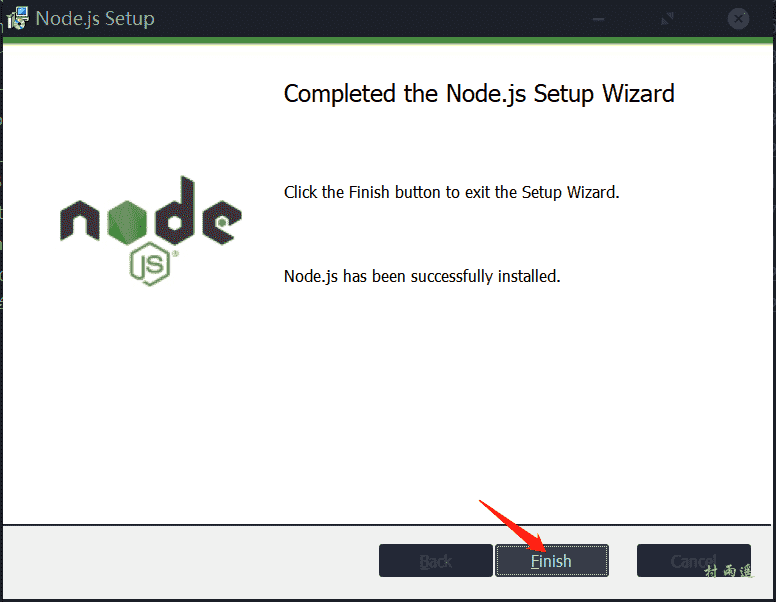 Node.js Setup
Completed the Node.js Setup Wizard
Click the Finish button to exit the Setup Wizard.
node
JS
®
Node.js has been successfully installed.
Back
Finish
Cancel
村雨遥